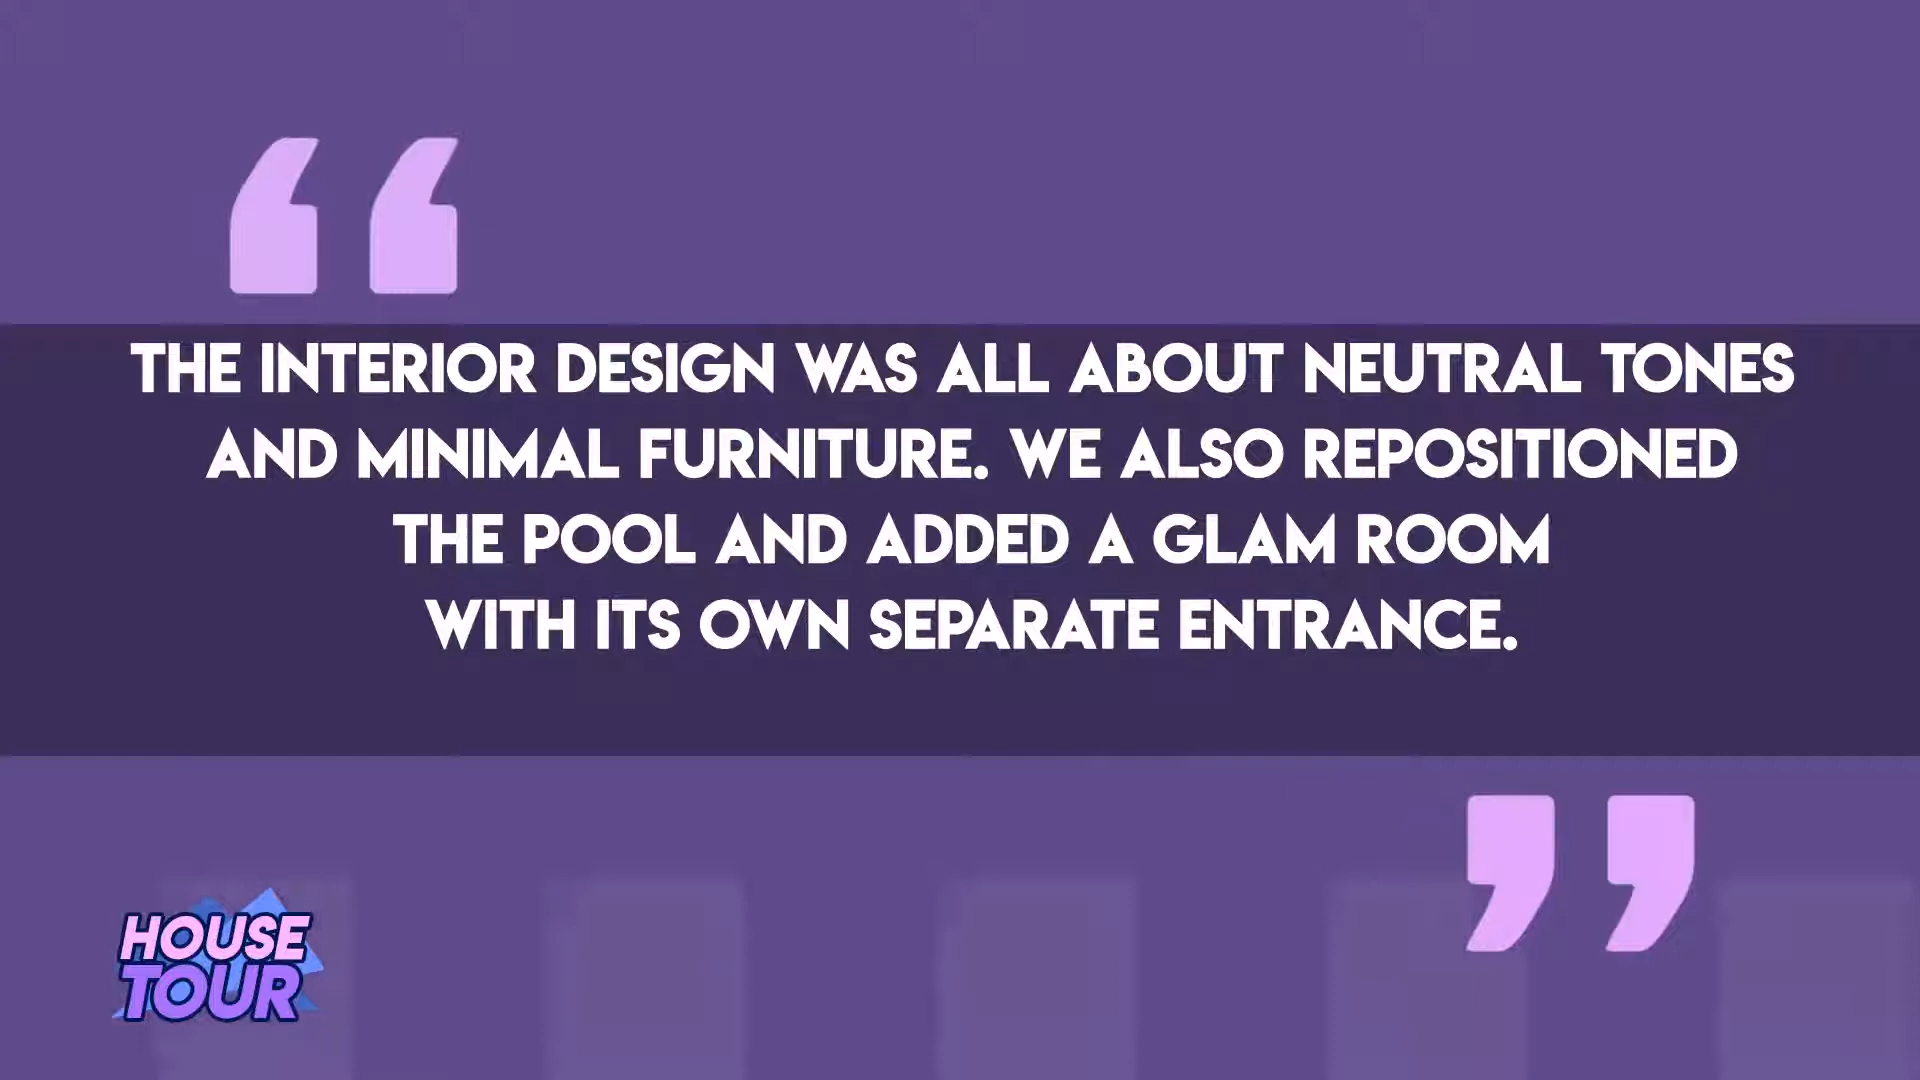 THE INTERIOR DESIGN WAS ALL ABOUT NEUTRAL TONES
AND MINIMAL FURNITURE. WE ALSO REPOSITIONED
THE POOL AND ADDED A GLAM ROOM
WITH ITS OWN SEPARATE ENTRANCE.
HOUSE
TOUR